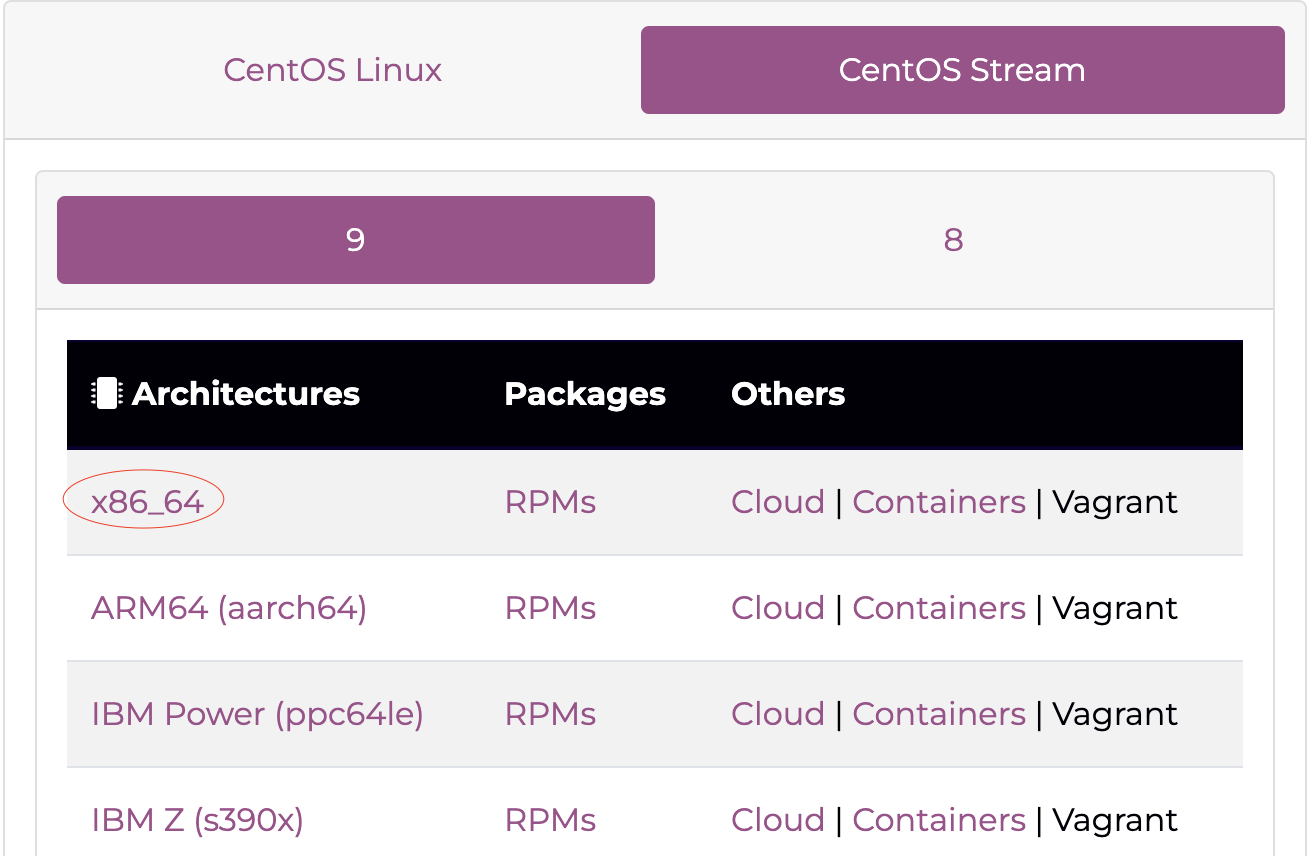 CentOS Linux CentOS Stream
9 8
Architectures Packages Others
x86_64 RPMs Cloud | Containers | Vagrant
ARM64 (aarch64) RPMs Cloud | Containers | Vagrant
IBM Power (ppc64le) RPMs Cloud | Containers | Vagrant
IBM Z (s390x) RPMs Cloud | Containers | Vagrant